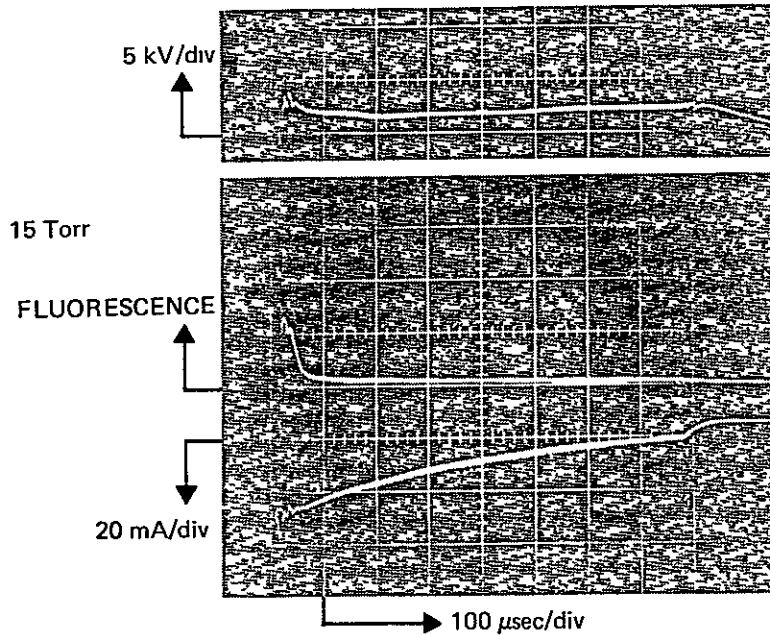 5 kV/div
15 Torr
FLUORESCENCE
20 mA/div
100 μsec/div